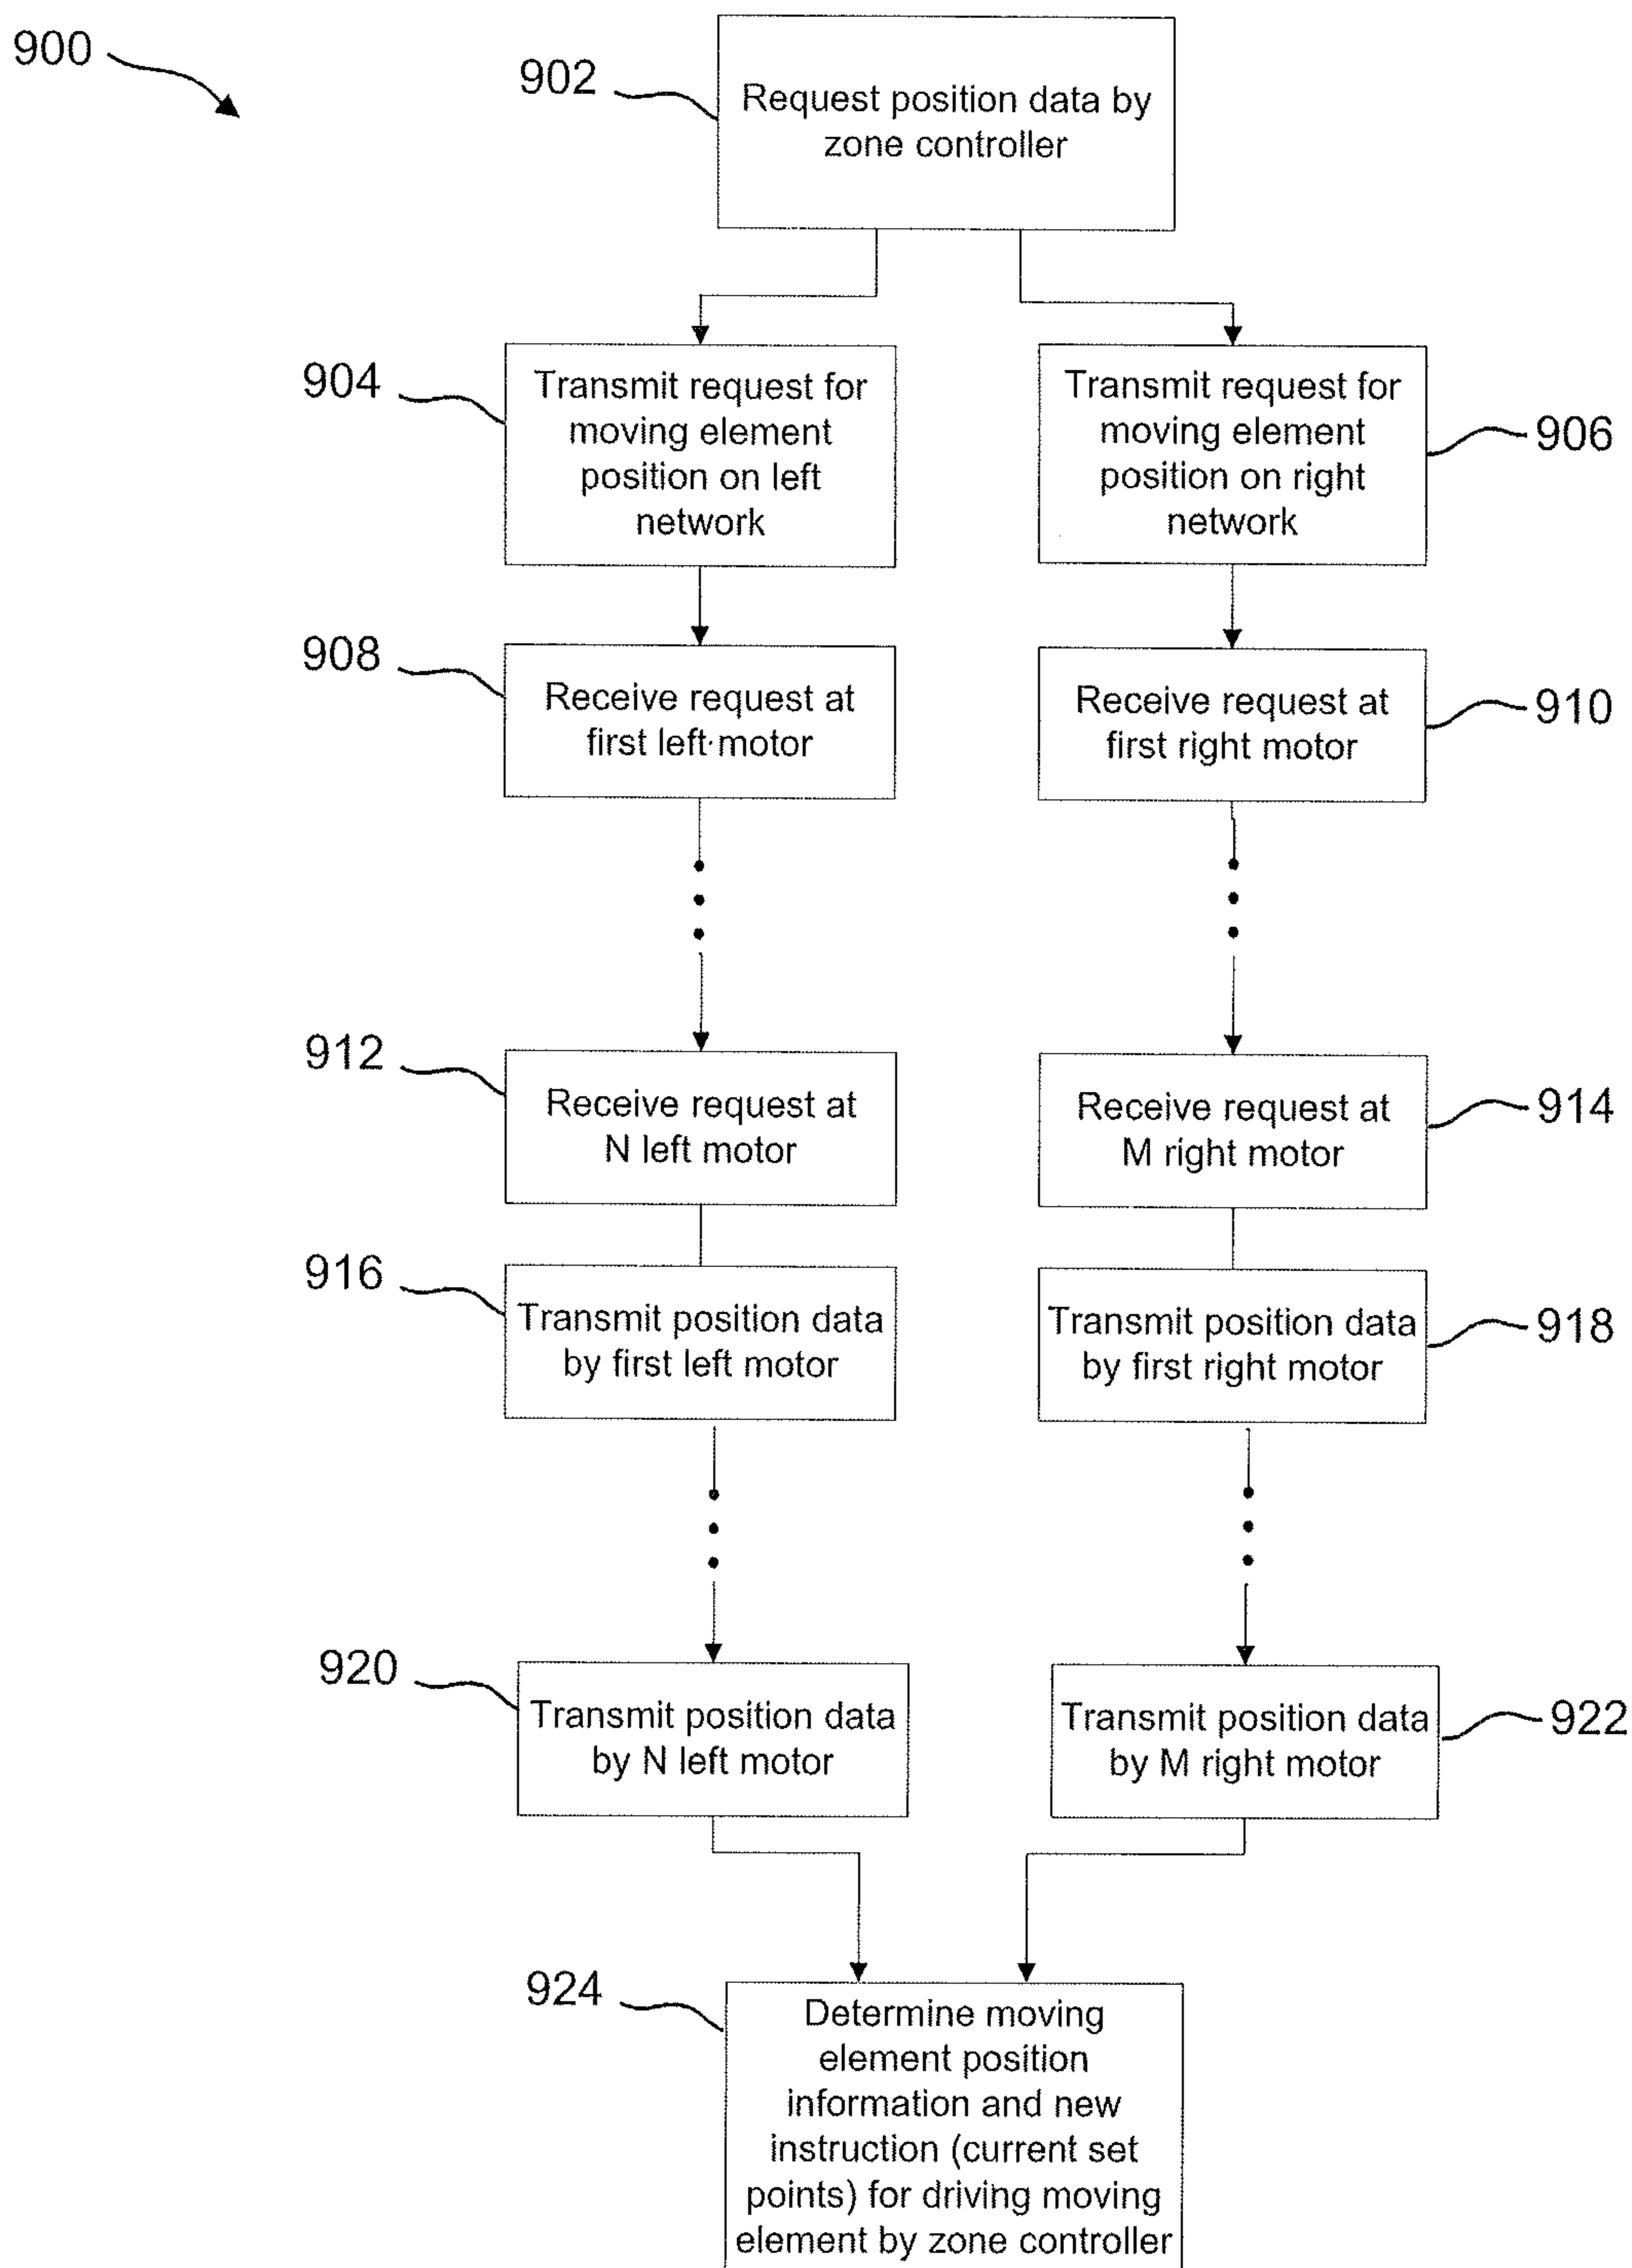 900
902
Request position data by
zone controller
904
Transmit request for
moving element
position on left
network
Transmit request for
moving element
position on right
network
906
908
Receive request at
first left motor
Receive request at
first right motor
910
912
Receive request at
N left motor
Receive request at
M right motor
914
916
Transmit position data
by first left motor
Transmit position data
by first right motor
918
920
Transmit position data
by N left motor
Transmit position data
by M right motor
922
924
Determine moving
element position
information and new
instruction (current set
points) for driving moving
element by zone controller